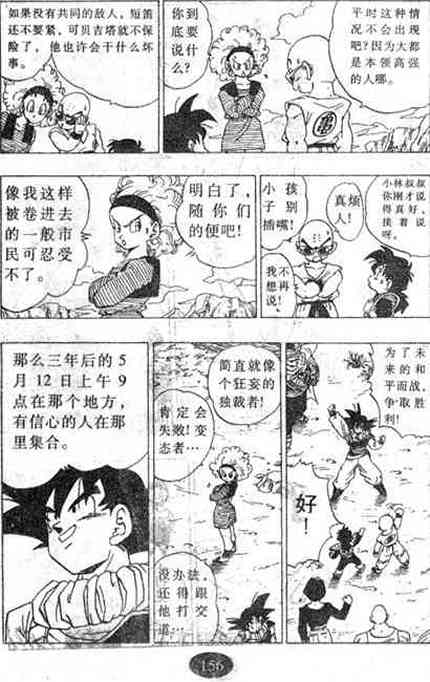 平时这种情
况不会出现
吧?因为大都
是本领高强
的人哪。
你到
底要
说什
么?
如果没有共同的敌人，短笛
还不要紧，可贝吉塔就不保
险了，他也许会干什么坏
事。
小林叔叔
你刚才说
得真好，
接着说
呀。
真烦
人!
小孩
子别
插嘴!
我不
想再
说!
明白了，
随你们
的便吧!
像我这样
被卷进去
的一般市
民可忍受
不了。
为了未
来的和
平而战，
争取胜
利!
好!
简直就像
个狂妄的
独裁者!
肯定会
失败!变
态者…
没办法，
还得跟
他打交
道…
那么三年后的5
月12日上午9
点在那个地方，
有信心的人在那
里集合。
156